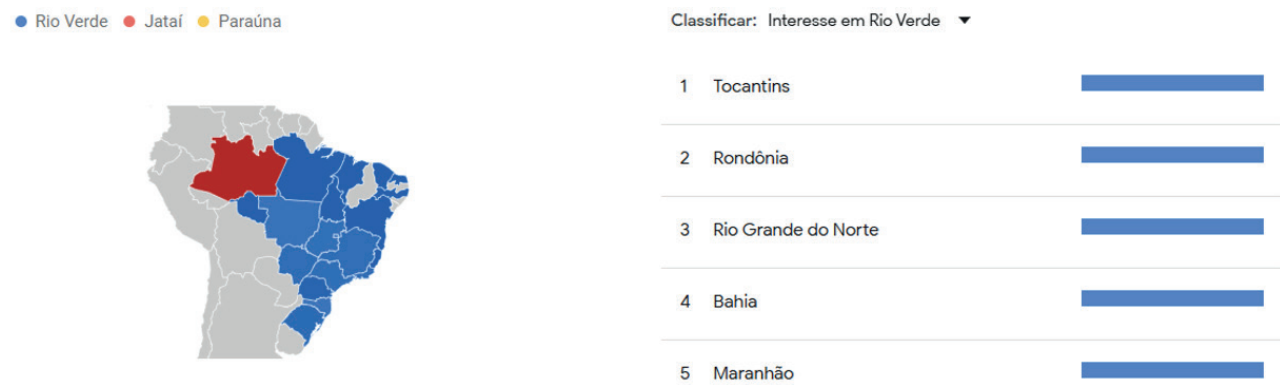 Rio Verde Jataí Paraúna
Classificar: Interesse em Rio Verde
1 Tocantins
2 Rondônia
3 Rio Grande do Norte
4 Bahia
5 Maranhão